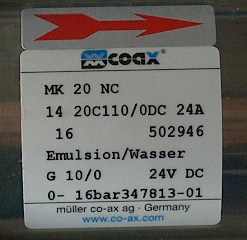 coax
MK 20 NC
14 20C110/0DC 24A
16 502946
Emulsion/Wasser
G 10/0 24V DC
0- 16bar347813-01
müller co-ax ag - Germany
www.co-ax.com